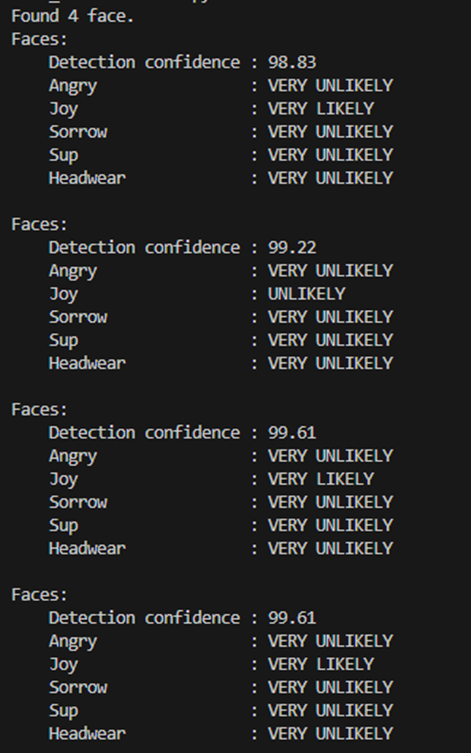 Found 4 face.
Faces:
    Detection confidence : 98.83
    Angry                : VERY UNLIKELY
    Joy                  : VERY LIKELY
    Sorrow               : VERY UNLIKELY
    Sup                  : VERY UNLIKELY
    Headwear             : VERY UNLIKELY

Faces:
    Detection confidence : 99.22
    Angry                : VERY UNLIKELY
    Joy                  : UNLIKELY
    Sorrow               : VERY UNLIKELY
    Sup                  : VERY UNLIKELY
    Headwear             : VERY UNLIKELY

Faces:
    Detection confidence : 99.61
    Angry                : VERY UNLIKELY
    Joy                  : VERY LIKELY
    Sorrow               : VERY UNLIKELY
    Sup                  : VERY UNLIKELY
    Headwear             : VERY UNLIKELY

Faces:
    Detection confidence : 99.61
    Angry                : VERY UNLIKELY
    Joy                  : VERY LIKELY
    Sorrow               : VERY UNLIKELY
    Sup                  : VERY UNLIKELY
    Headwear             : VERY UNLIKELY